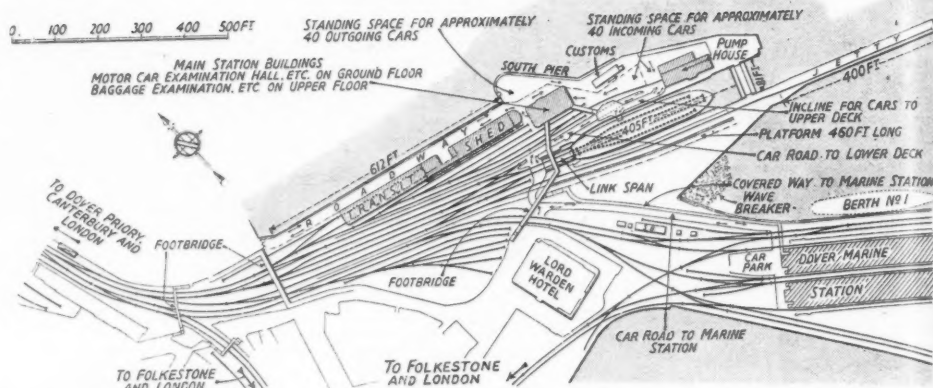 0. 100 200 300 400 500FT
STANDING SPACE FOR APPROXIMATELY
40 OUTGOING CARS
STANDING SPACE FOR APPROXIMATELY
40 INCOMING CARS
CUSTOMS
PUMP
HOUSE
MAIN STATION BUILDINGS
MOTOR CAR EXAMINATION HALL, ETC. ON GROUND FLOOR
BAGGAGE EXAMINATION, ETC ON UPPER FLOOR
SOUTH PIER
JETTY
400FT
INCLINE FOR CARS TO
UPPER DECK
405FT
PLATFORM 460FT LONG
CAR ROAD TO LOWER DECK
612FT
ROADWAY
TRANSIT SHED
LINK SPAN
COVERED WAY TO MARINE STATION
WAVE
BREAKER
BERTH No 1
TO DOVER PRIORY,
CANTERBURY AND
LONDON
FOOTBRIDGE
FOOTBRIDGE
LORD
WARDEN
HOTEL
CAR
PARK
DOVER MARINE
STATION
CAR ROAD TO MARINE
STATION
TO FOLKESTONE
AND LONDON
TO FOLKESTONE
AND LONDON